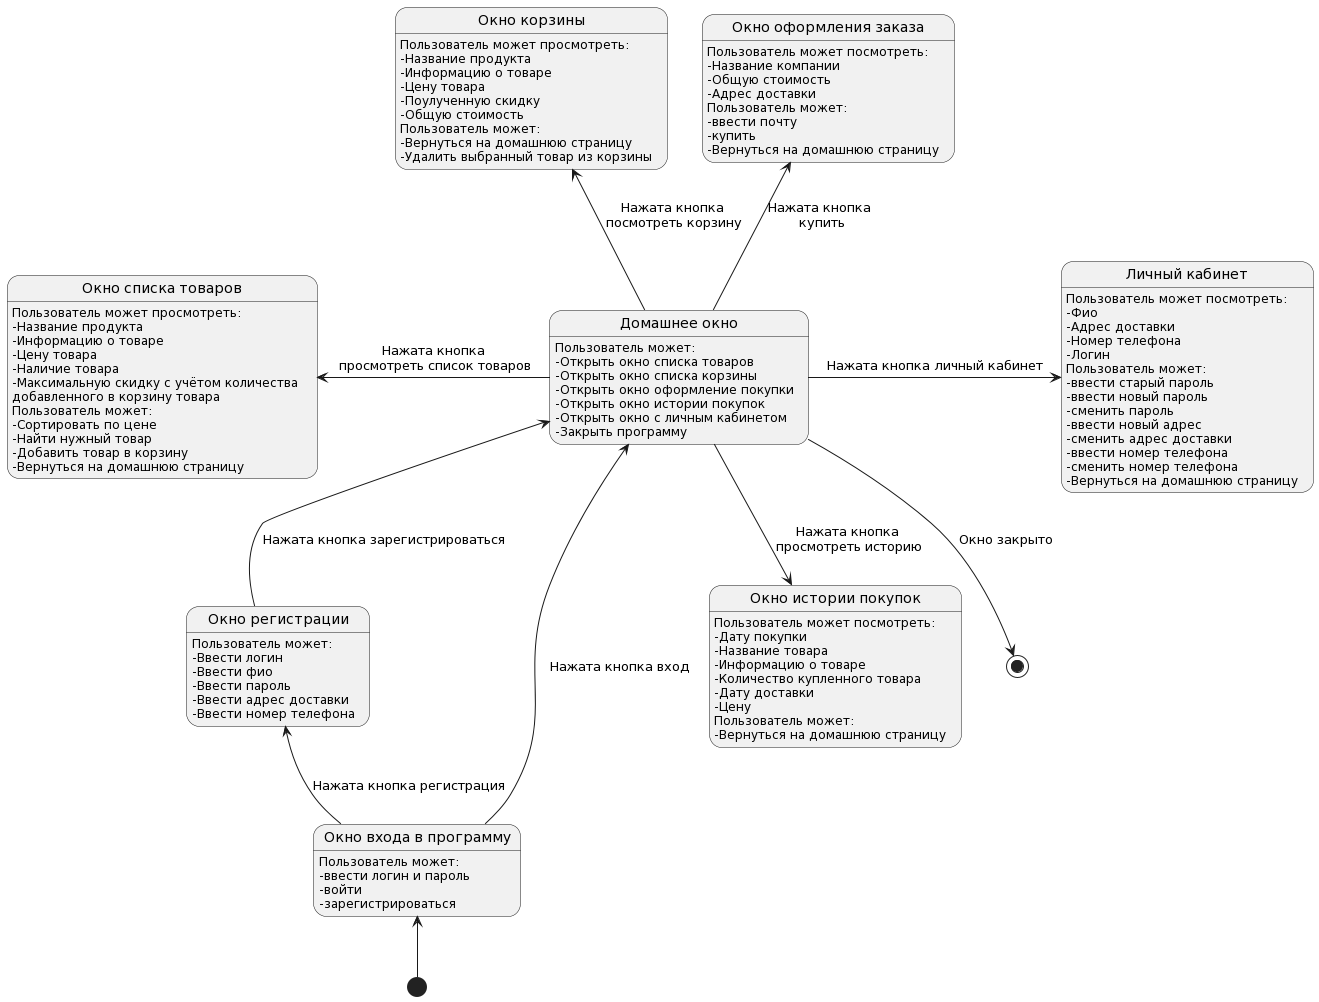 Окно корзины
Пользователь может просмотреть:
-Название продукта
-Информацию о товаре
-Цену товара
-Поулученную скидку
-Общую стоимость
Пользователь может:
-Вернуться на домашнюю страницу
-Удалить выбранный товар из корзины
Окно оформления заказа
Пользователь может посмотреть:
-Название компании
-Общую стоимость
-Адрес доставки
Пользователь может:
-ввести почту
-купить
-Вернуться на домашнюю страницу
Нажата кнопка
посмотреть корзину
Нажата кнопка
купить
Окно списка товаров
Пользователь может просмотреть:
-Название продукта
-Информацию о товаре
-Цену товара
-Наличие товара
-Максимальную скидку с учётом количества
добавленного в корзину товара
Пользователь может:
-Сортировать по цене
-Найти нужный товар
-Добавить товар в корзину
-Вернуться на домашнюю страницу
Нажата кнопка
просмотреть список товаров
Домашнее окно
Пользователь может:
-Открыть окно списка товаров
-Открыть окно списка корзины
-Открыть окно оформление покупки
-Открыть окно истории покупок
-Открыть окно с личным кабинетом
-Закрыть программу
Нажата кнопка личный кабинет
Личный кабинет
Пользователь может посмотреть:
-Фио
-Адрес доставки
-Номер телефона
-Логин
Пользователь может:
-ввести старый пароль
-ввести новый пароль
-сменить пароль
-ввести новый адрес
-сменить адрес доставки
-ввести номер телефона
-сменить номер телефона
-Вернуться на домашнюю страницу
Нажата кнопка зарегистрироваться
Нажата кнопка
просмотреть историю
Окно закрыто
Окно регистрации
Пользователь может:
-Ввести логин
-Ввести фио
-Ввести пароль
-Ввести адрес доставки
-Ввести номер телефона
Нажата кнопка вход
Окно истории покупок
Пользователь может посмотреть:
-Дату покупки
-Название товара
-Информацию о товаре
-Количество купленного товара
-Дату доставки
-Цену
Пользователь может:
-Вернуться на домашнюю страницу
Нажата кнопка регистрация
Окно входа в программу
Пользователь может:
-ввести логин и пароль
-войти
-зарегистрироваться